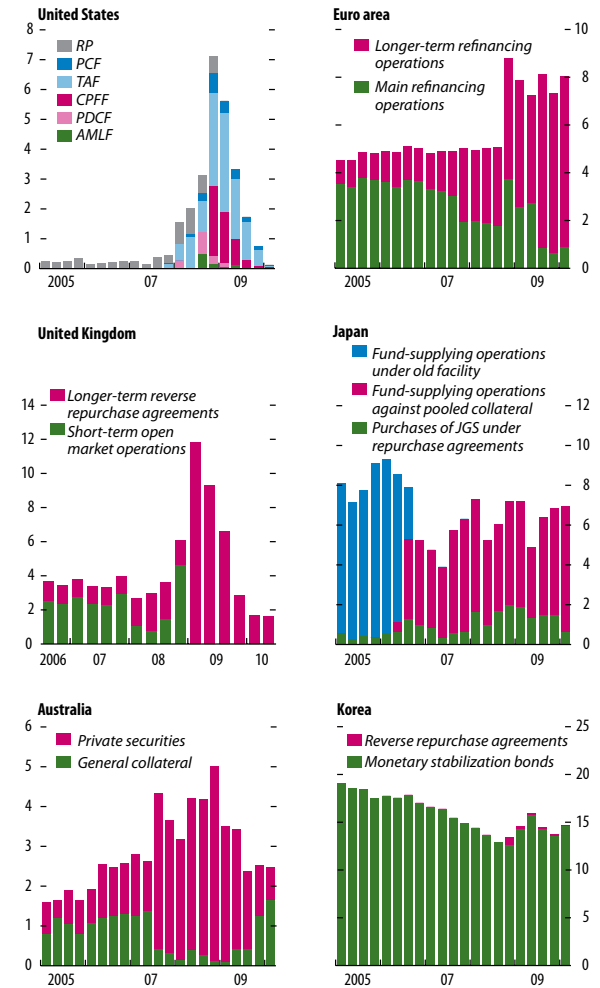 United States
8
7
6
5
4
3
2
1
0
RP
PCF
TAF
CPFF
PDCF
AMLF
2005 07 09
Euro area
10
8
6
4
2
0
Longer-term refinancing
operations
Main refinancing
operations
2005 07 09
United Kingdom
14
12
10
8
6
4
2
0
Longer-term reverse
repurchase agreements
Short-term open
market operations
2006 07 08 09 10
Japan
Fund-supplying operations
under old facility
Fund-supplying operations
against pooled collateral
Purchases of JGS under
repurchase agreements
12
10
8
6
4
2
0
2005 07 09
Australia
6
5
4
3
2
1
0
Private securities
General collateral
2005 07 09
Korea
25
20
15
10
5
0
Reverse repurchase agreements
Monetary stabilization bonds
2005 07 09